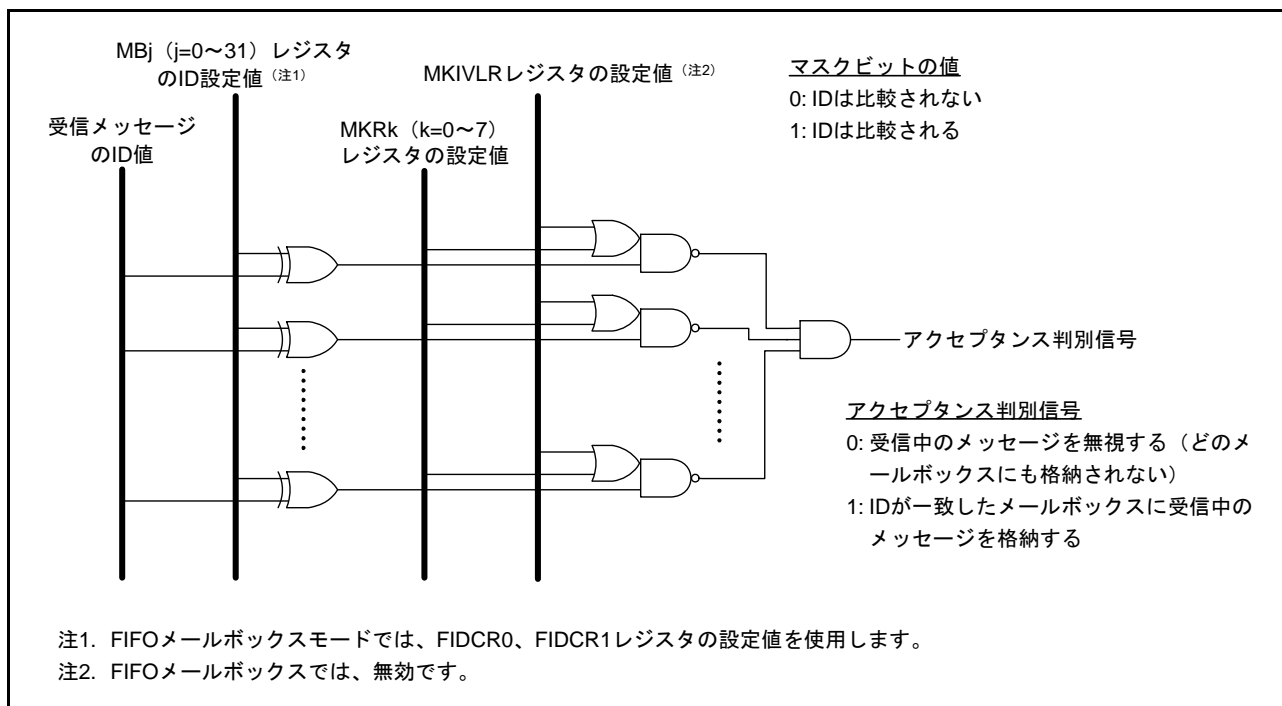 MBj（j=0～31）レジスタ
のID設定値（注1）
MKIVLRレジスタの設定値（注2）
マスクビットの値
0: IDは比較されない
1: IDは比較される
受信メッセージ
のID値
MKRk（k=0～7）
レジスタの設定値
アクセプタンス判別信号
アクセプタンス判別信号
0: 受信中のメッセージを無視する（どのメ
ールボックスにも格納されない）
1: IDが一致したメールボックスに受信中の
メッセージを格納する
注1. FIFOメールボックスモードでは、FIDCR0、FIDCR1レジスタの設定値を使用します。
注2. FIFOメールボックスでは、無効です。